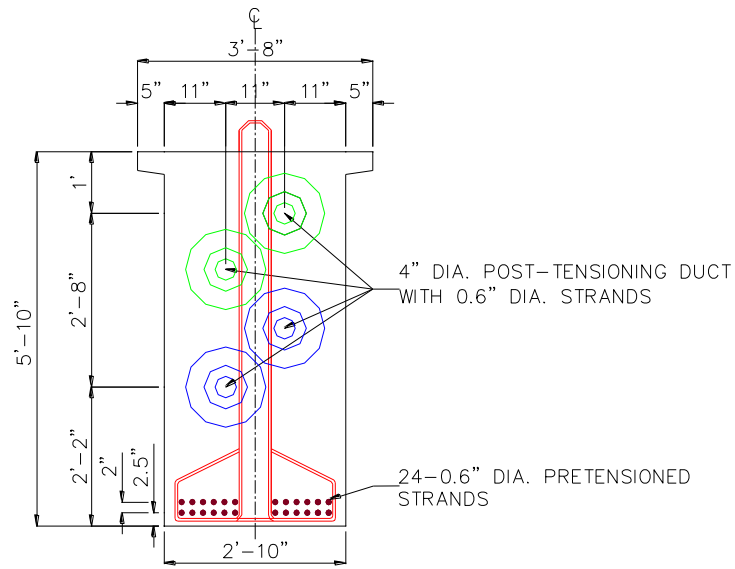 ℄
3'-8"
5" 11" 11" 11" 5"
1'
2'-8"
5'-10"
4" DIA. POST-TENSIONING DUCT
WITH 0.6" DIA. STRANDS
2'-2"
2"
2.5"
24-0.6" DIA. PRETENSIONED
STRANDS
2'-10"